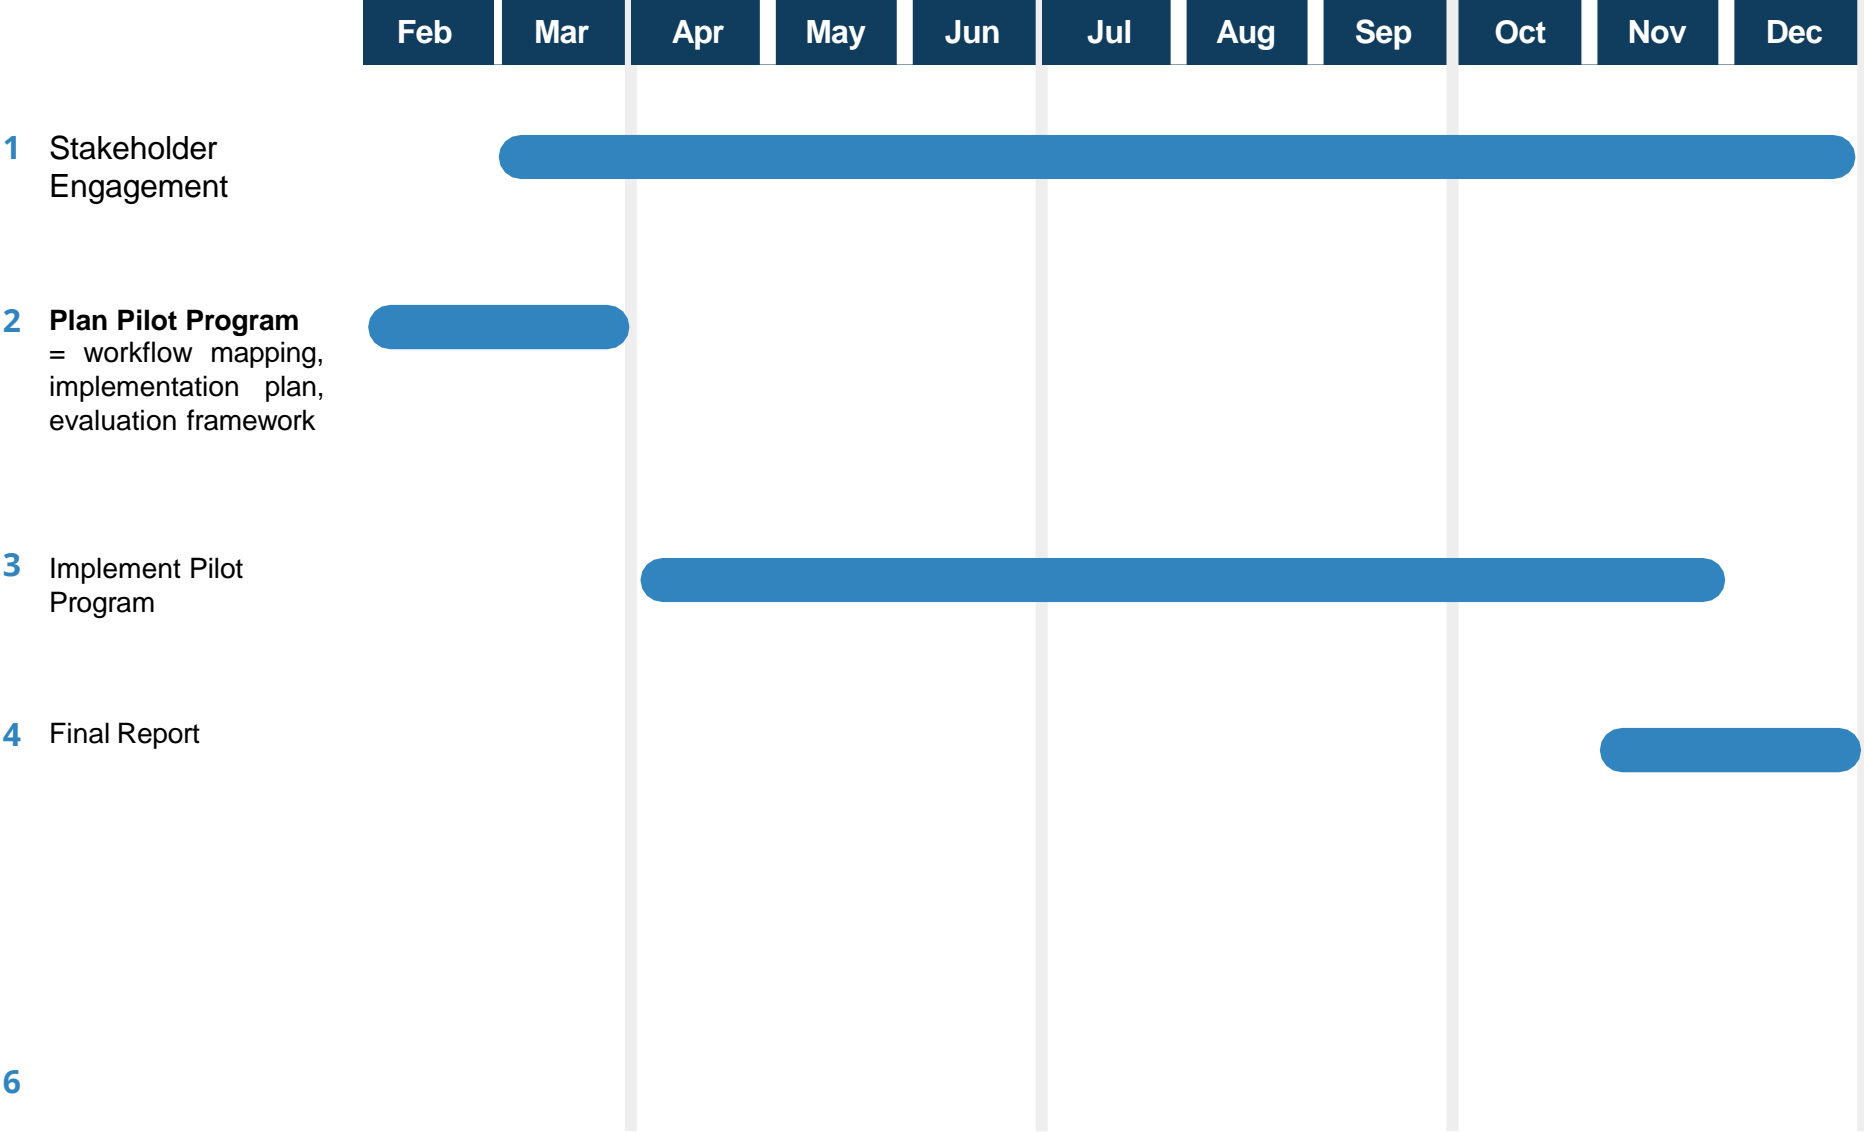 Feb Mar Apr May Jun Jul Aug Sep Oct Nov Dec
1 Stakeholder
Engagement
2 Plan Pilot Program
= workflow mapping,
implementation plan,
evaluation framework
3 Implement Pilot
Program
4 Final Report
6